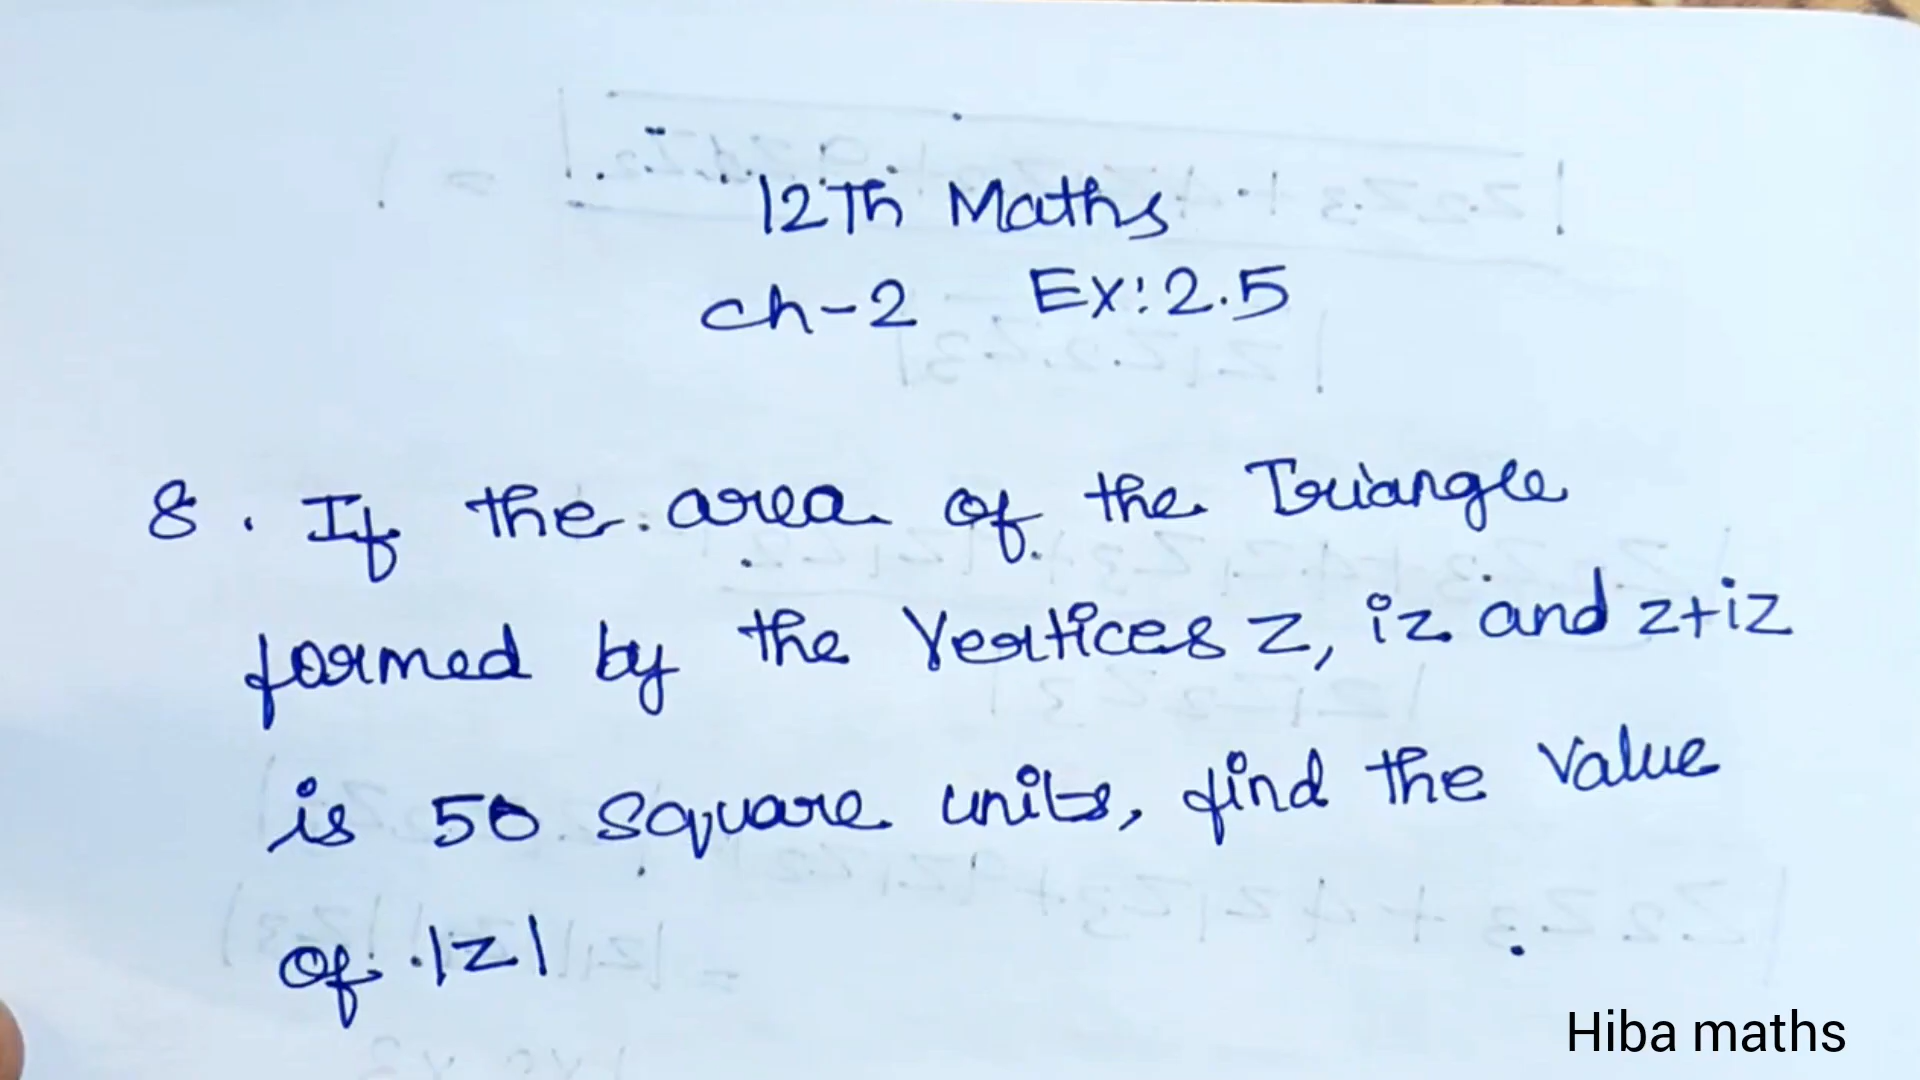 12Th Maths
ch-2 Ex: 2.5
8. If the area of the Triangle
formed by the Vertices z, iz and z+iz
is 50 square units, find the value
of |z|
Hiba maths